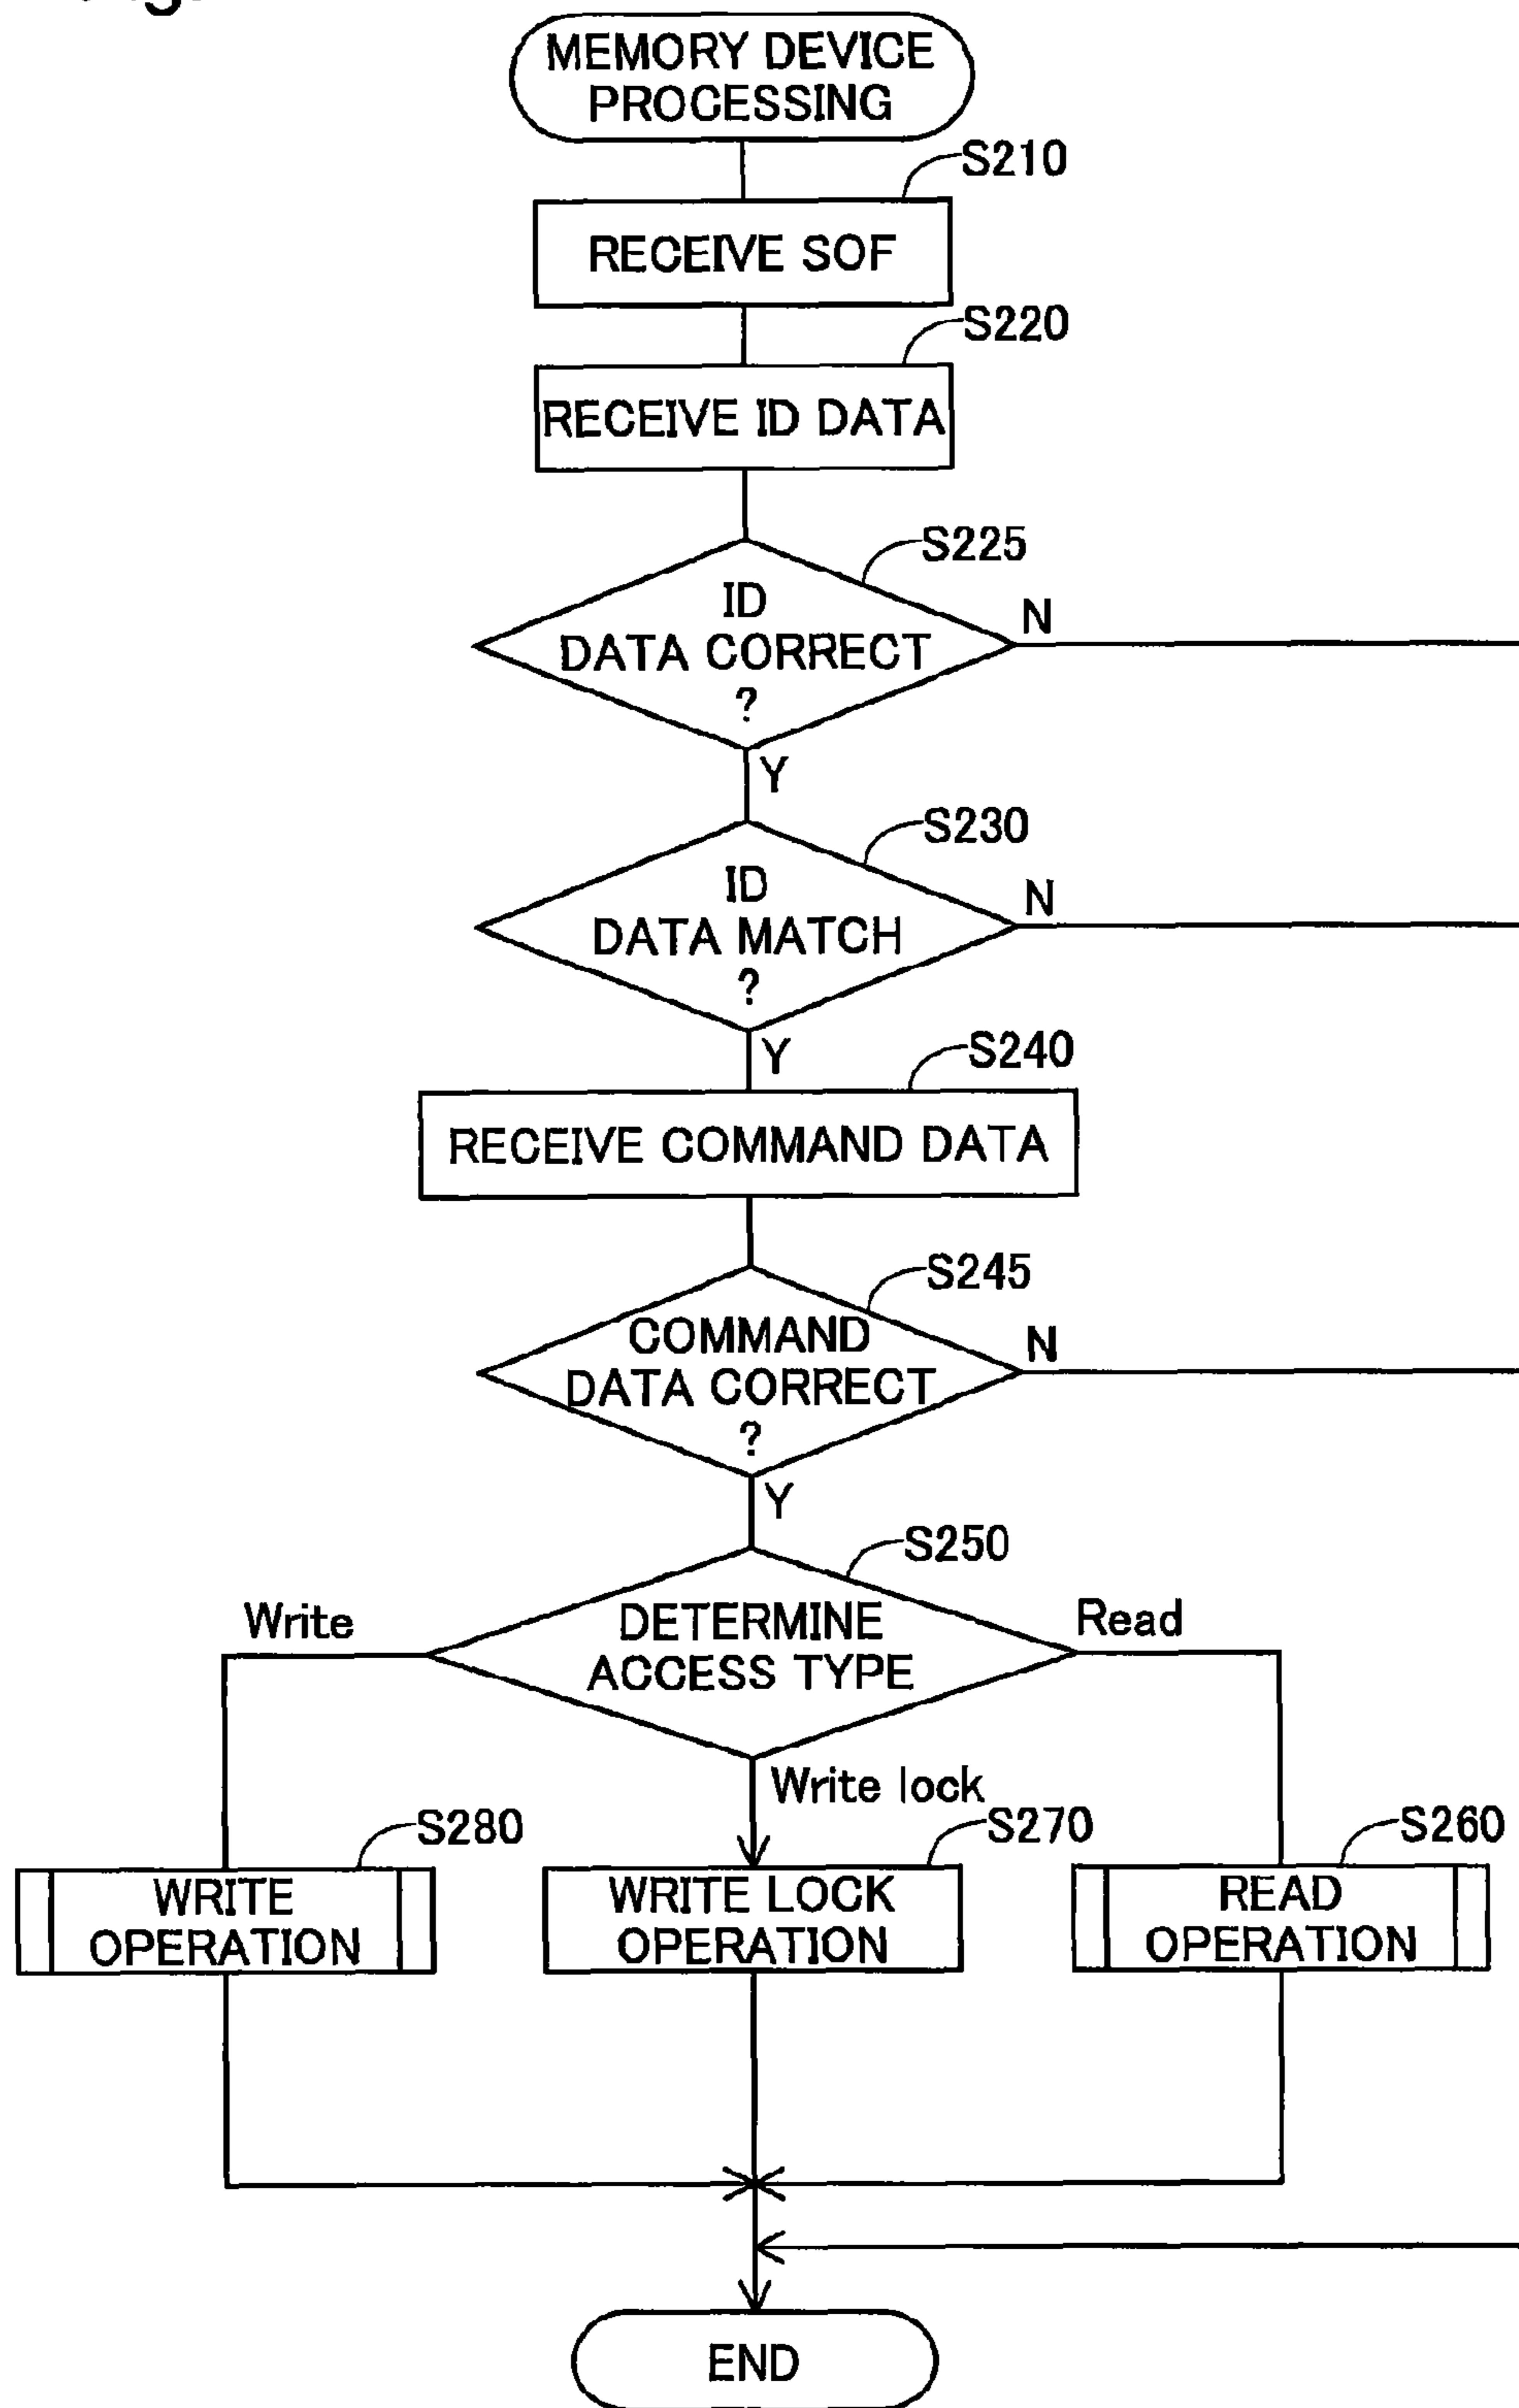 MEMORY DEVICE
PROCESSING
S210
RECEIVE SOF
S220
RECEIVE ID DATA
S225
ID
DATA CORRECT
?
N
Y
S230
ID
DATA MATCH
?
N
Y
S240
RECEIVE COMMAND DATA
S245
COMMAND
DATA CORRECT
?
N
Y
S250
DETERMINE
ACCESS TYPE
Write
Read
Write lock
S280
WRITE
OPERATION
S270
WRITE LOCK
OPERATION
S260
READ
OPERATION
END